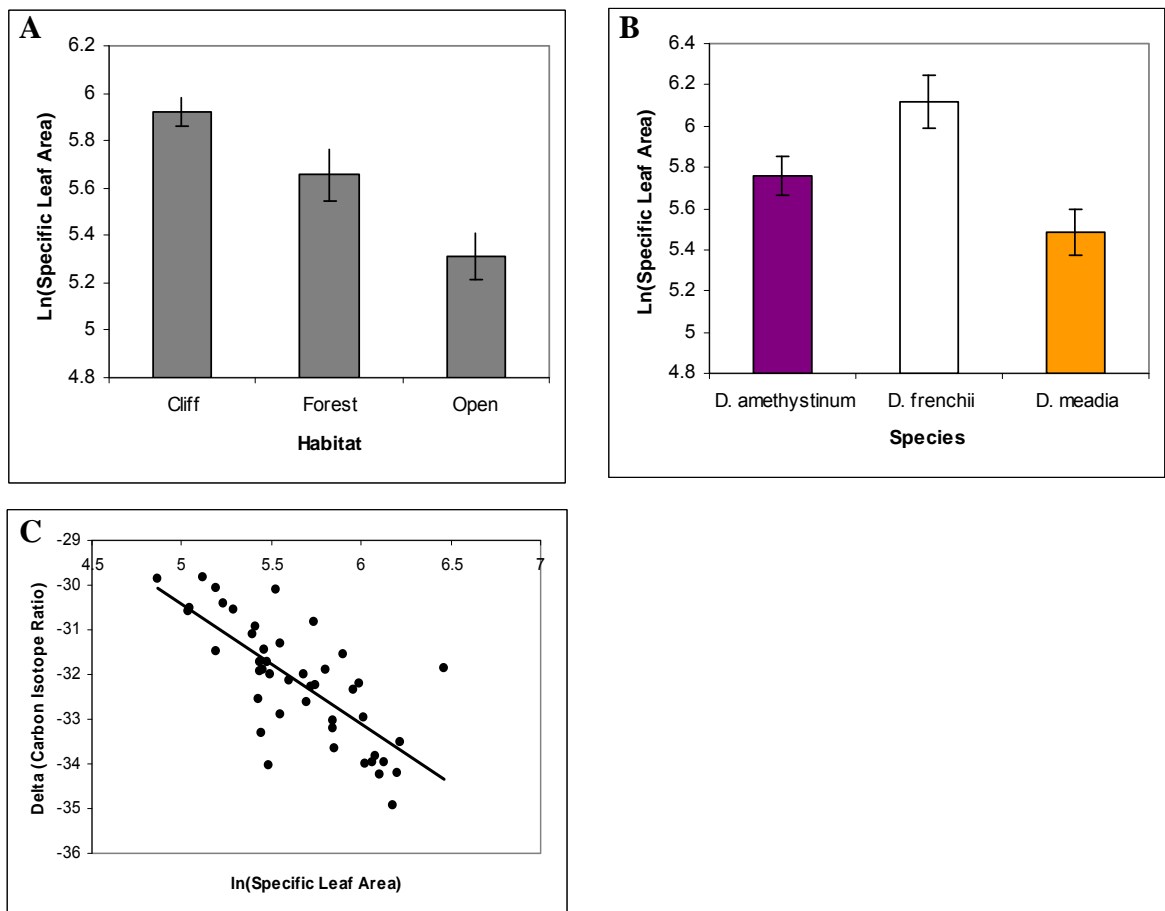 A
Ln(Specific Leaf Area)
6.2
6
5.8
5.6
5.4
5.2
5
4.8
Cliff Forest Open
Habitat
B
Ln(Specific Leaf Area)
6.4
6.2
6
5.8
5.6
5.4
5.2
5
4.8
D. amethystinum D. frenchii D. meadia
Species
C
Delta (Carbon Isotope Ratio)
-29
4.5 5 5.5 6 6.5 7
-30
-31
-32
-33
-34
-35
-36
ln(Specific Leaf Area)